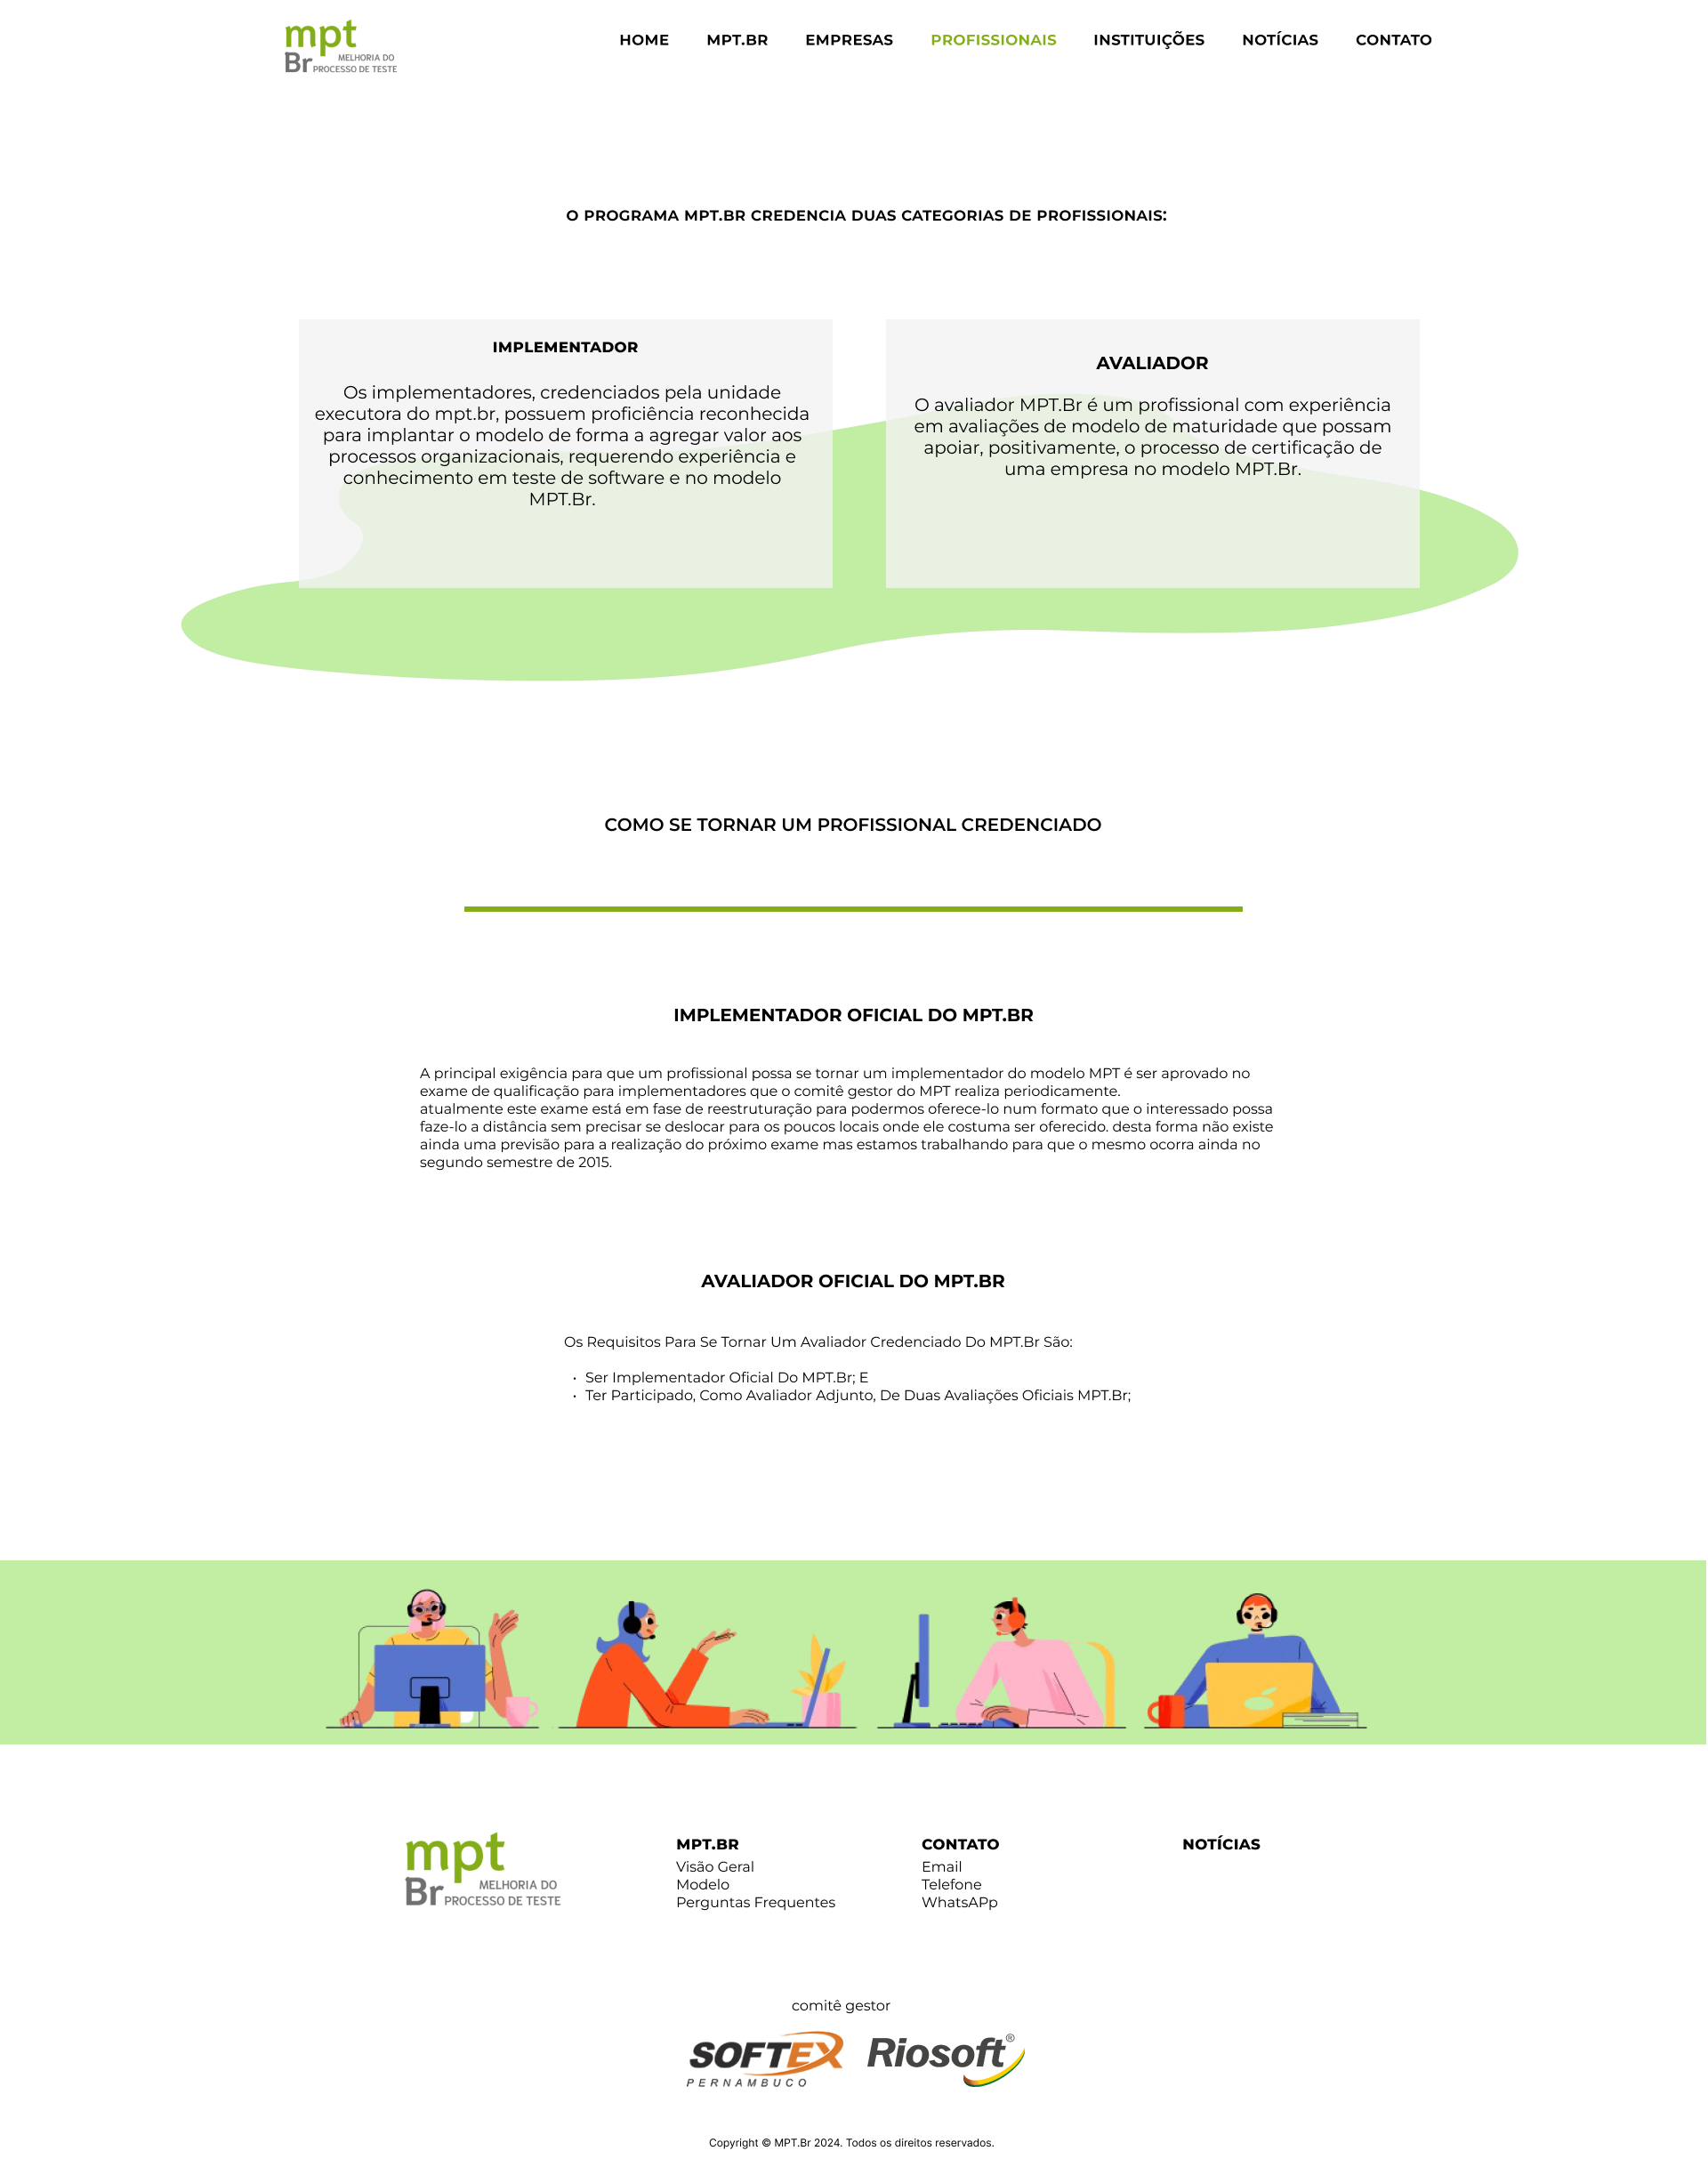 mpt
Br MELHORIA DO
PROCESSO DE TESTE
HOME MPT.BR EMPRESAS PROFISSIONAIS INSTITUIÇÕES NOTÍCIAS CONTATO
O PROGRAMA MPT.BR CREDENCIA DUAS CATEGORIAS DE PROFISSIONAIS:
IMPLEMENTADOR
Os implementadores, credenciados pela unidade
executora do mpt.br, possuem proficiência reconhecida
para implantar o modelo de forma a agregar valor aos
processos organizacionais, requerendo experiência e
conhecimento em teste de software e no modelo
MPT.Br.
AVALIADOR
O avaliador MPT.Br é um profissional com experiência
em avaliações de modelo de maturidade que possam
apoiar, positivamente, o processo de certificação de
uma empresa no modelo MPT.Br.
COMO SE TORNAR UM PROFISSIONAL CREDENCIADO
IMPLEMENTADOR OFICIAL DO MPT.BR
A principal exigência para que um profissional possa se tornar um implementador do modelo MPT é ser aprovado no
exame de qualificação para implementadores que o comitê gestor do MPT realiza periodicamente.
atualmente este exame está em fase de reestruturação para podermos oferece-lo num formato que o interessado possa
faze-lo a distância sem precisar se deslocar para os poucos locais onde ele costuma ser oferecido. desta forma não existe
ainda uma previsão para a realização do próximo exame mas estamos trabalhando para que o mesmo ocorra ainda no
segundo semestre de 2015.
AVALIADOR OFICIAL DO MPT.BR
Os Requisitos Para Se Tornar Um Avaliador Credenciado Do MPT.Br São:
• Ser Implementador Oficial Do MPT.Br; E
• Ter Participado, Como Avaliador Adjunto, De Duas Avaliações Oficiais MPT.Br;
mpt
Br MELHORIA DO
PROCESSO DE TESTE
MPT.BR
Visão Geral
Modelo
Perguntas Frequentes
CONTATO
Email
Telefone
WhatsAPp
NOTÍCIAS
comitê gestor
SOFTEX
PERNAMBUCO
Riosoft®
Copyright © MPT.Br 2024. Todos os direitos reservados.